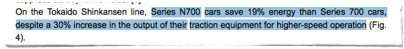 On the Tokaido Shinkansen line, Series N700 cars save 19% energy than Series 700 cars,
despite a 30% increase in the output of their traction equipment for higher-speed operation (Fig.
4).